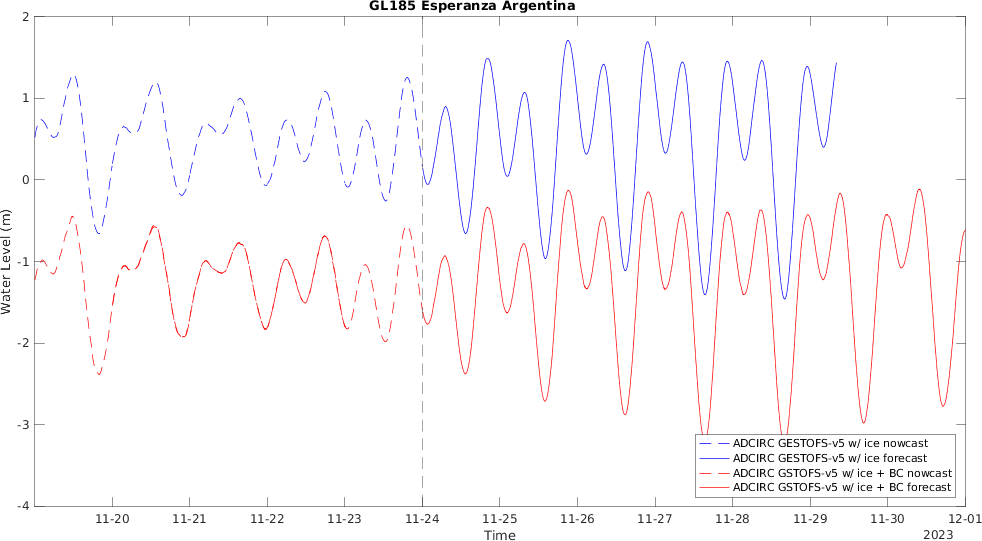 GL185 Esperanza Argentina
2
1
0
-1
-2
-3
-4
Water Level (m)
ADCIRC GESTOFS-v5 w/ ice nowcast
ADCIRC GESTOFS-v5 w/ ice forecast
ADCIRC GSTOFS-v5 w/ ice + BC nowcast
ADCIRC GSTOFS-v5 w/ ice + BC forecast
11-20 11-21 11-22 11-23 11-24 11-25 11-26 11-27 11-28 11-29 11-30 12-01
Time
2023